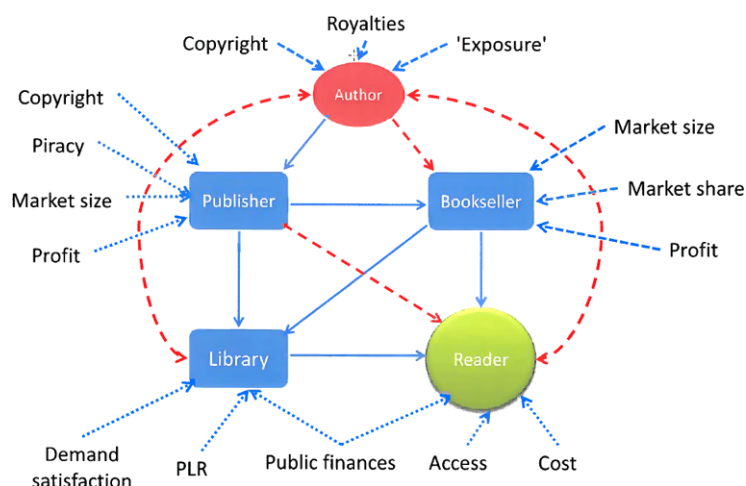 Royalties
Copyright
'Exposure'
Author
Copyright
Piracy
Market size
Profit
Publisher
Bookseller
Market size
Market share
Profit
Library
Reader
Demand
satisfaction
PLR
Public finances
Access
Cost